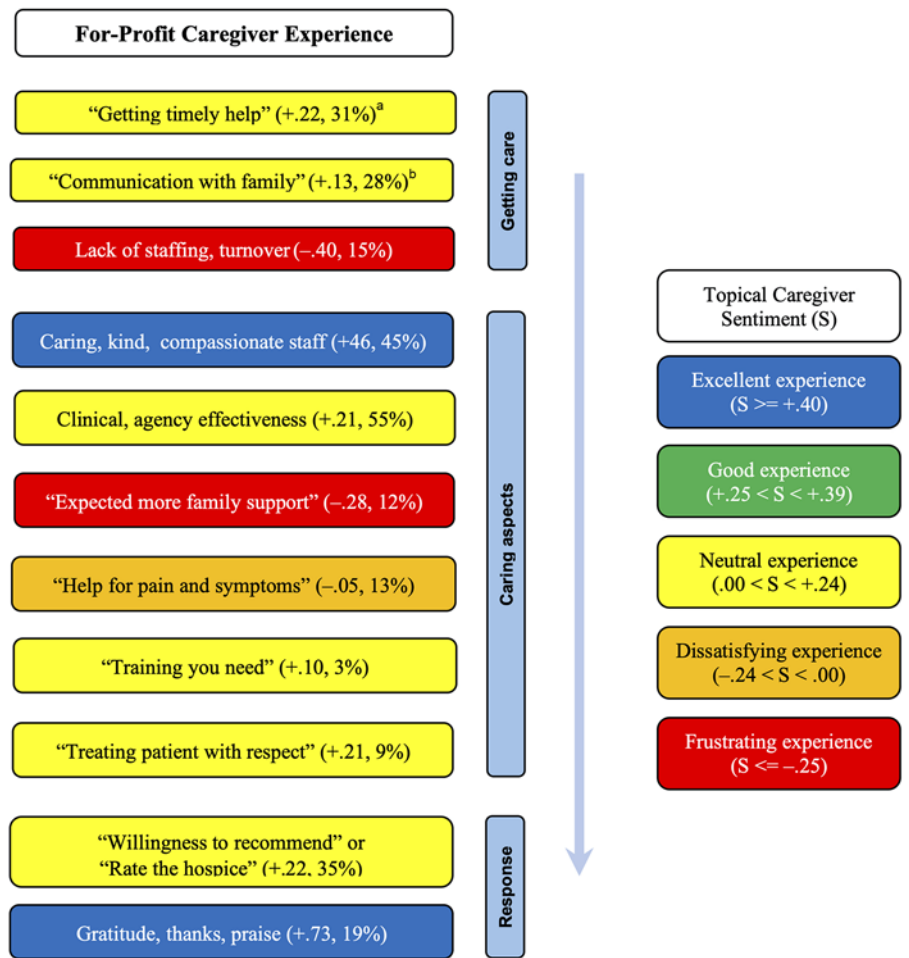 For-Profit Caregiver Experience
“Getting timely help” (+.22, 31%)a
“Communication with family” (+.13, 28%)b
Lack of staffing, turnover (–.40, 15%)
Getting care
Caring, kind, compassionate staff (+46, 45%)
Clinical, agency effectiveness (+.21, 55%)
“Expected more family support” (–.28, 12%)
“Help for pain and symptoms” (–.05, 13%)
“Training you need” (+.10, 3%)
“Treating patient with respect” (+.21, 9%)
Caring aspects
“Willingness to recommend” or
“Rate the hospice” (+.22, 35%)
Gratitude, thanks, praise (+.73, 19%)
Response
Topical Caregiver
Sentiment (S)
Excellent experience
(S >= +.40)
Good experience
(+.25 < S < +.39)
Neutral experience
(.00 < S < +.24)
Dissatisfying experience
(–.24 < S < .00)
Frustrating experience
(S <= –.25)